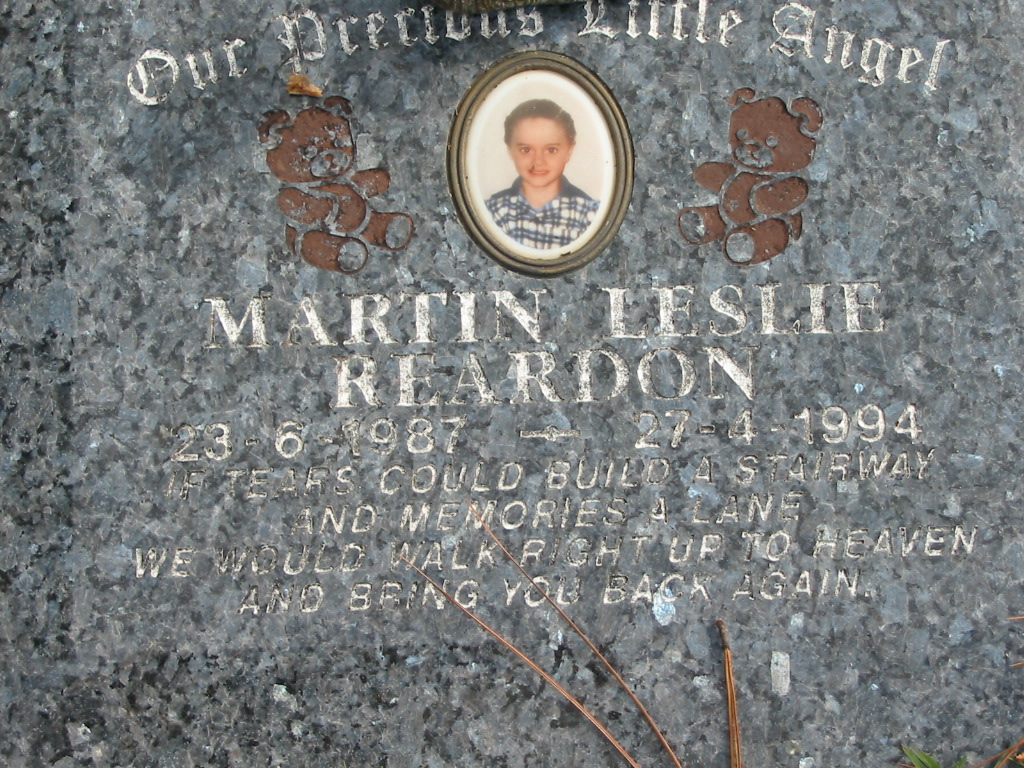 Our Precious Little Angel
MARTIN LESLIE
REARDON
23-6-1987 — 27-4-1994
IF TEARS COULD BUILD A STAIRWAY
AND MEMORIES A LANE
WE WOULD WALK RIGHT UP TO HEAVEN
AND BRING YOU BACK AGAIN.